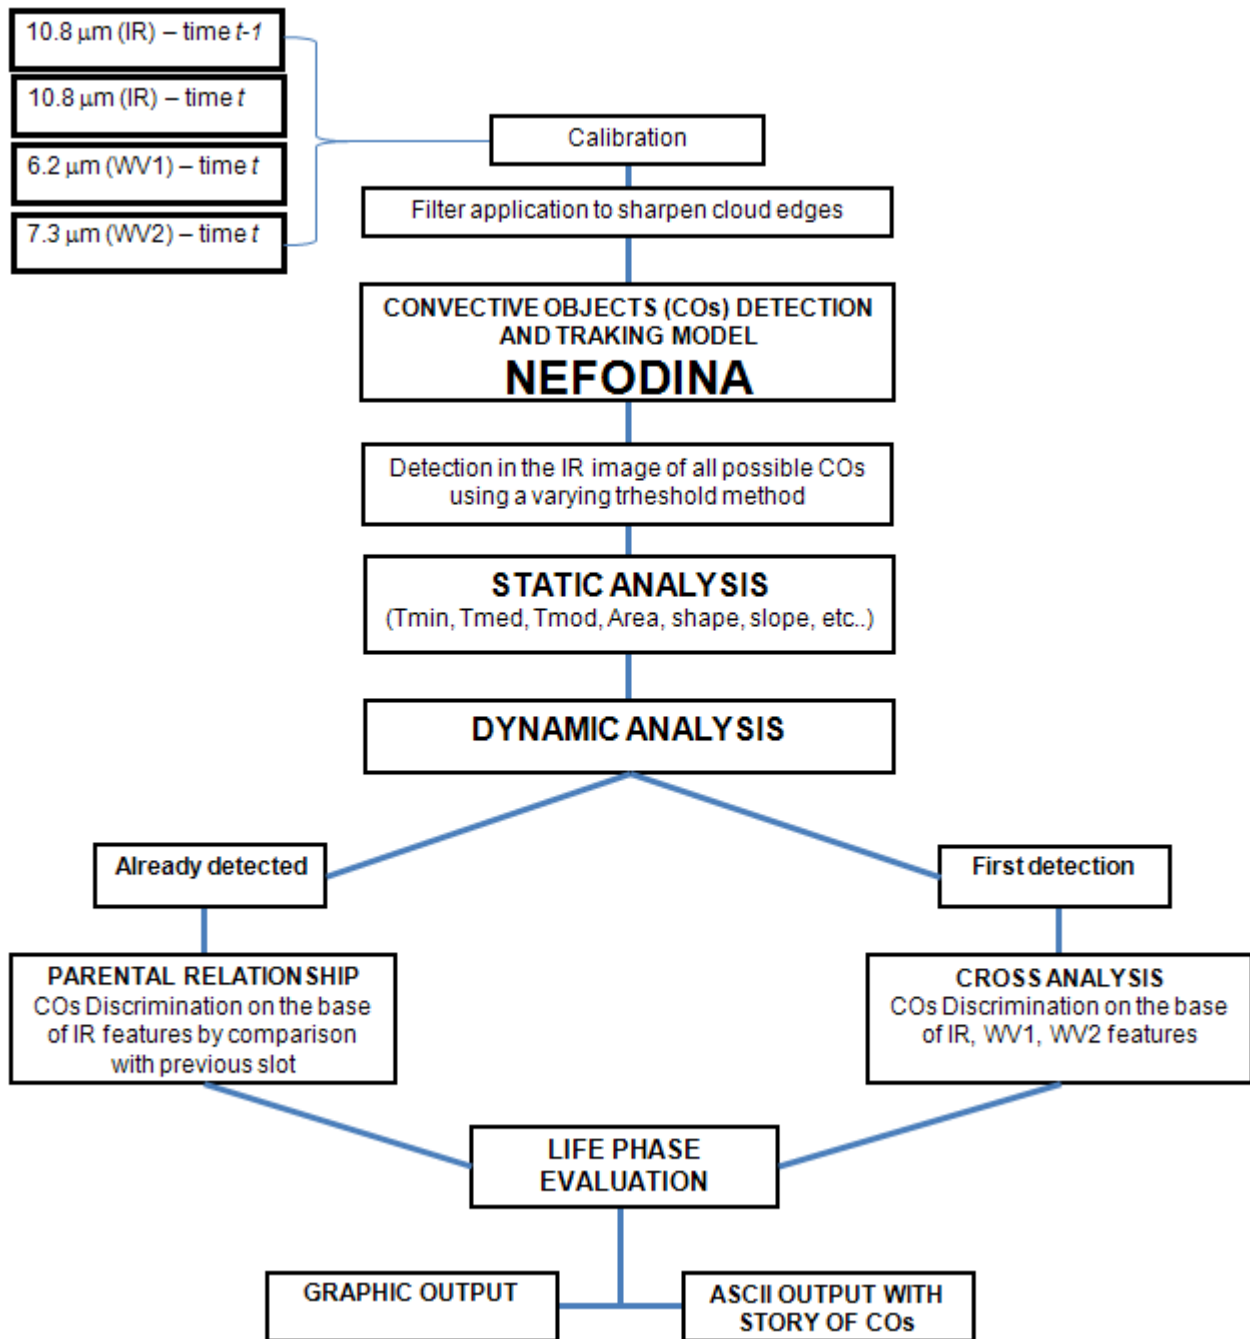 10.8 μm (IR) – time t-1
10.8 μm (IR) – time t
6.2 μm (WV1) – time t
7.3 μm (WV2) – time t
Calibration
Filter application to sharpen cloud edges
CONVECTIVE OBJECTS (COs) DETECTION
AND TRAKING MODEL
NEFODINA
Detection in the IR image of all possible COs
using a varying trheshold method
STATIC ANALYSIS
(Tmin, Tmed, Tmod, Area, shape, slope, etc..)
DYNAMIC ANALYSIS
Already detected
First detection
PARENTAL RELATIONSHIP
COs Discrimination on the base
of IR features by comparison
with previous slot
CROSS ANALYSIS
COs Discrimination on the base
of IR, WV1, WV2 features
LIFE PHASE
EVALUATION
GRAPHIC OUTPUT
ASCII OUTPUT WITH
STORY OF COs